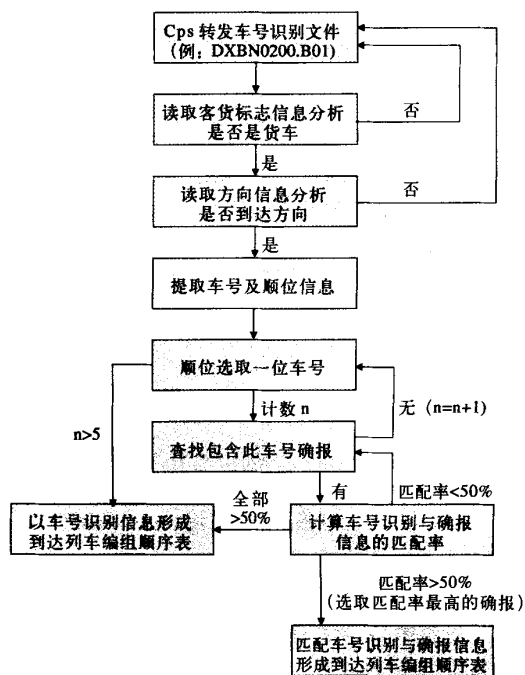 Cps 转发车号识别文件
(例: DXBN0200.B01)
读取客货标志信息分析
是否是货车
否
是
读取方向信息分析
是否到达方向
否
是
提取车号及顺位信息
顺位选取一位车号
计数 n
无 (n=n+1)
n>5
查找包含此车号确报
有
匹配率<50%
全部
>50%
以车号识别信息形成
到达列车编组顺序表
计算车号识别与确报
信息的匹配率
匹配率>50%
(选取匹配率最高的确报)
匹配车号识别与确报信息
形成到达列车编组顺序表